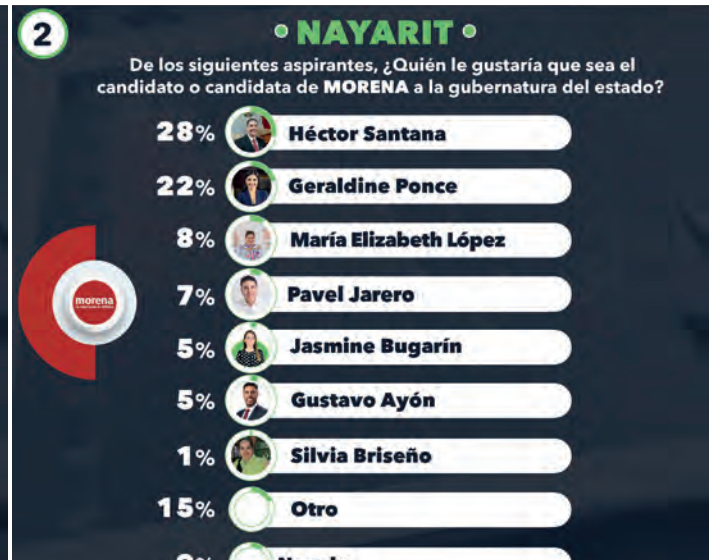 2
• NAYARIT •
De los siguientes aspirantes, ¿Quién le gustaría que sea el
candidato o candidata de MORENA a la gubernatura del estado?
28% Héctor Santana
22% Geraldine Ponce
8% María Elizabeth López
morena
7% Pavel Jarero
5% Jasmine Bugarín
5% Gustavo Ayón
1% Silvia Briseño
15% Otro